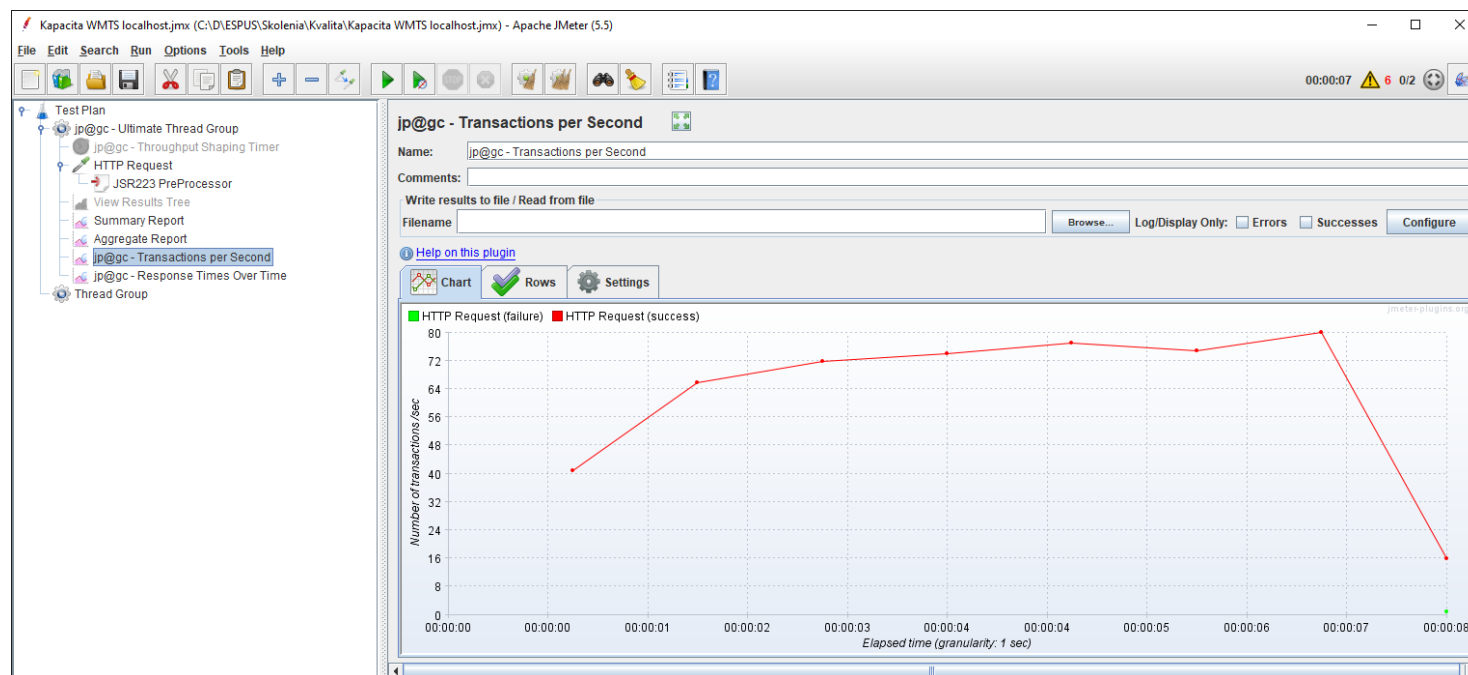 Kapacita WMTS localhost.jmx (C:\D\ESPUS\Skolenia\Kvalita\Kapacita WMTS localhost.jmx) - Apache JMeter (5.5)
File Edit Search Run Options Tools Help
STOP
00:00:07 6 0/2
Test Plan
jp@gc - Ultimate Thread Group
jp@gc - Throughput Shaping Timer
HTTP Request
JSR223 PreProcessor
View Results Tree
Summary Report
Aggregate Report
jp@gc - Transactions per Second
jp@gc - Response Times Over Time
Thread Group
jp@gc - Transactions per Second
Name: jp@gc - Transactions per Second
Comments:
Write results to file / Read from file
Filename Browse... Log/Display Only: Errors Successes Configure
Help on this plugin
Chart Rows Settings
HTTP Request (failure) HTTP Request (success)
jmeter-plugins.org
80
72
64
56
48
40
32
24
16
8
0
Number of transactions /sec
00:00:00 00:00:00 00:00:01 00:00:02 00:00:03 00:00:04 00:00:04 00:00:05 00:00:06 00:00:07 00:00:08
Elapsed time (granularity: 1 sec)